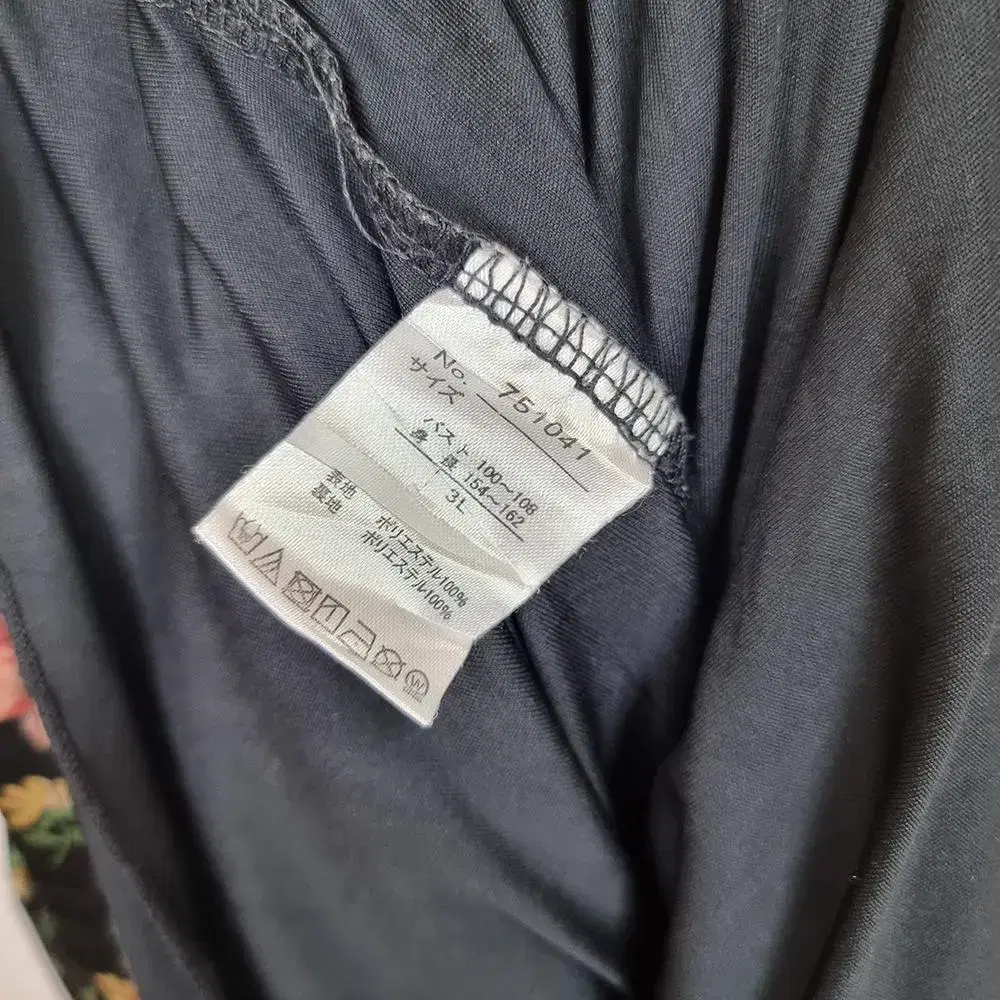 No. 751041
サイズ
バスト 100～108
身長 154～162
3L
表地 ポリエステル100%
裏地 ポリエステル100%
W